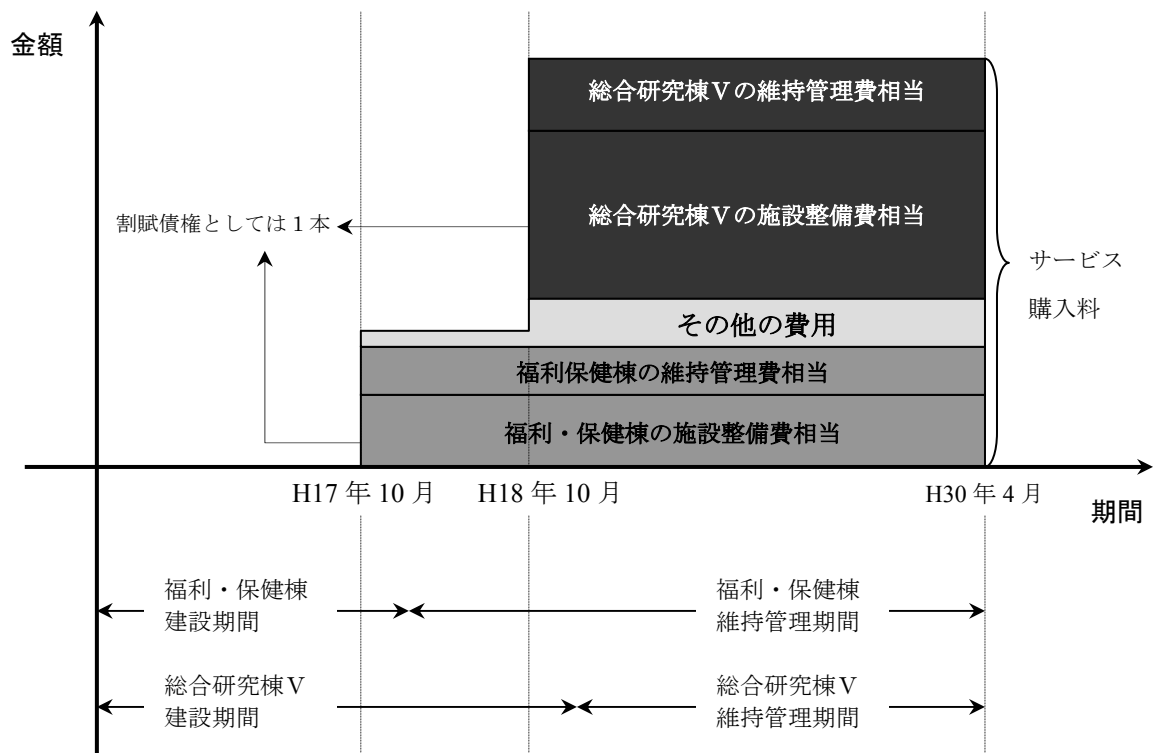 金額
総合研究棟Ⅴの維持管理費相当
総合研究棟Ⅴの施設整備費相当
割賦債権としては１本
サービス
購入料
その他の費用
福利保健棟の維持管理費相当
福利・保健棟の施設整備費相当
H17 年 10 月
H18 年 10 月
H30 年 4 月
期間
福利・保健棟
建設期間
福利・保健棟
維持管理期間
総合研究棟Ⅴ
建設期間
総合研究棟Ⅴ
維持管理期間